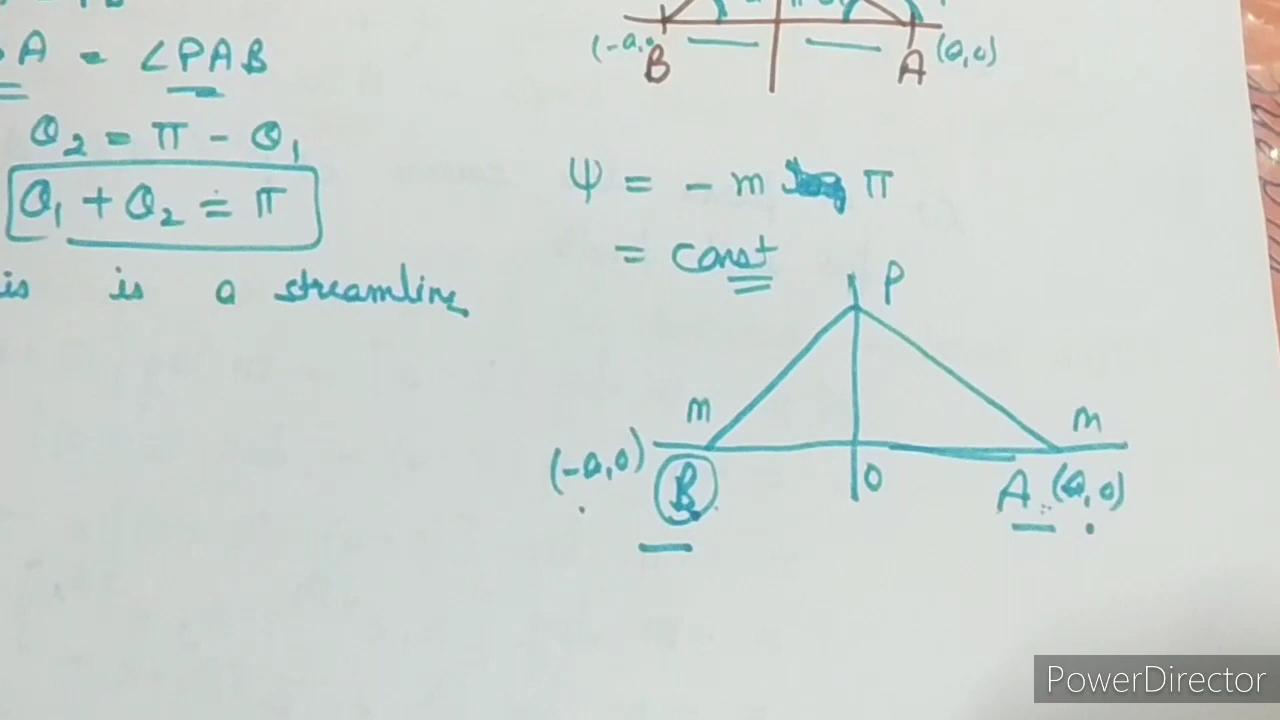 A = ∠PAB
θ2 = π - θ1
θ1 + θ2 = π
is is a streamline
(-a,0
B
A
(a,0)
ψ = - m π
= const
P
m
m
(-a,0)
B
O
A
(a,0)
PowerDirector